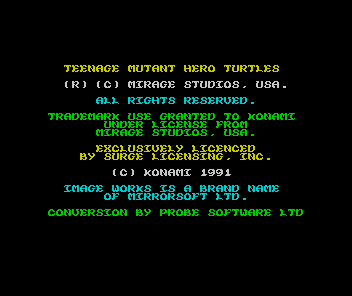 TEENAGE MUTANT HERO TURTLES
(R) (C) MIRAGE STUDIOS, USA.
ALL RIGHTS RESERVED.
TRADEMARK USE GRANTED TO KONAMI
UNDER LICENSE FROM
MIRAGE STUDIOS, USA.
EXCLUSIVELY LICENCED
BY SURGE LICENSING, INC.
(C) KONAMI 1991
IMAGE WORKS IS A BRAND NAME
OF MIRRORSOFT LTD.
CONVERSION BY PROBE SOFTWARE LTD